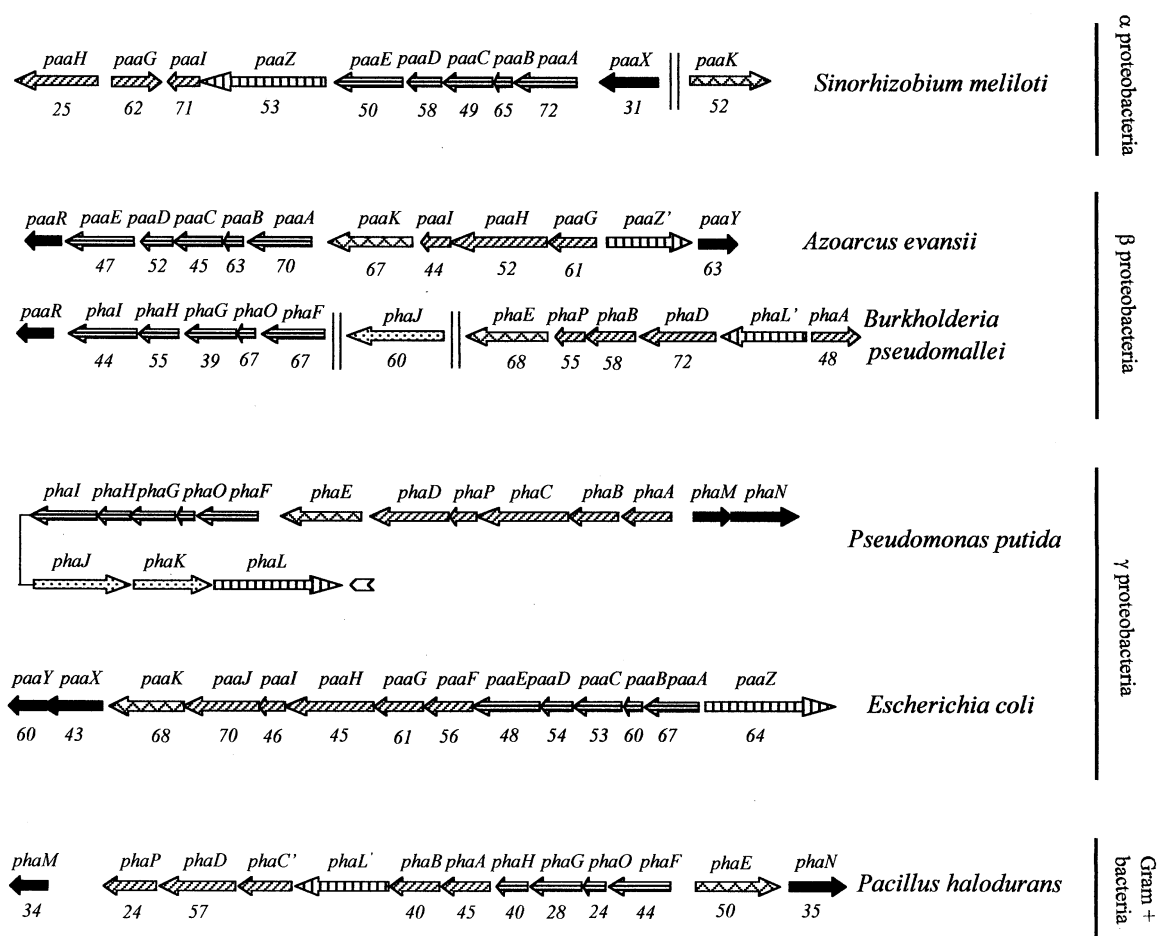 paaH paaG paaI paaZ paaE paaD paaC paaB paaA paaX paaK
Sinorhizobium meliloti
25 62 71 53 50 58 49 65 72 31 52
α proteobacteria
paaR paaE paaD paaC paaB paaA paaK paaI paaH paaG paaZ' paaY
Azoarcus evansii
47 52 45 63 70 67 44 52 61 63
paaR phaI phaH phaG phaO phaF phaJ phaE phaP phaB phaD phaL' phaA
Burkholderia
pseudomallei
44 55 39 67 67 60 68 55 58 72 48
β proteobacteria
phaI phaH phaG phaO phaF phaE phaD phaP phaC phaB phaA phaM phaN
Pseudomonas putida
phaJ phaK phaL
paaY paaX paaK paaJ paaI paaH paaG paaF paaE paaD paaC paaB paaA paaZ
Escherichia coli
60 43 68 70 46 45 61 56 48 54 53 60 67 64
γ proteobacteria
phaM phaP phaD phaC' phaL' phaB phaA phaH phaG phaO phaF phaE phaN
Pacillus halodurans
34 24 57 40 45 40 28 24 44 50 35
Gram +
bacteria